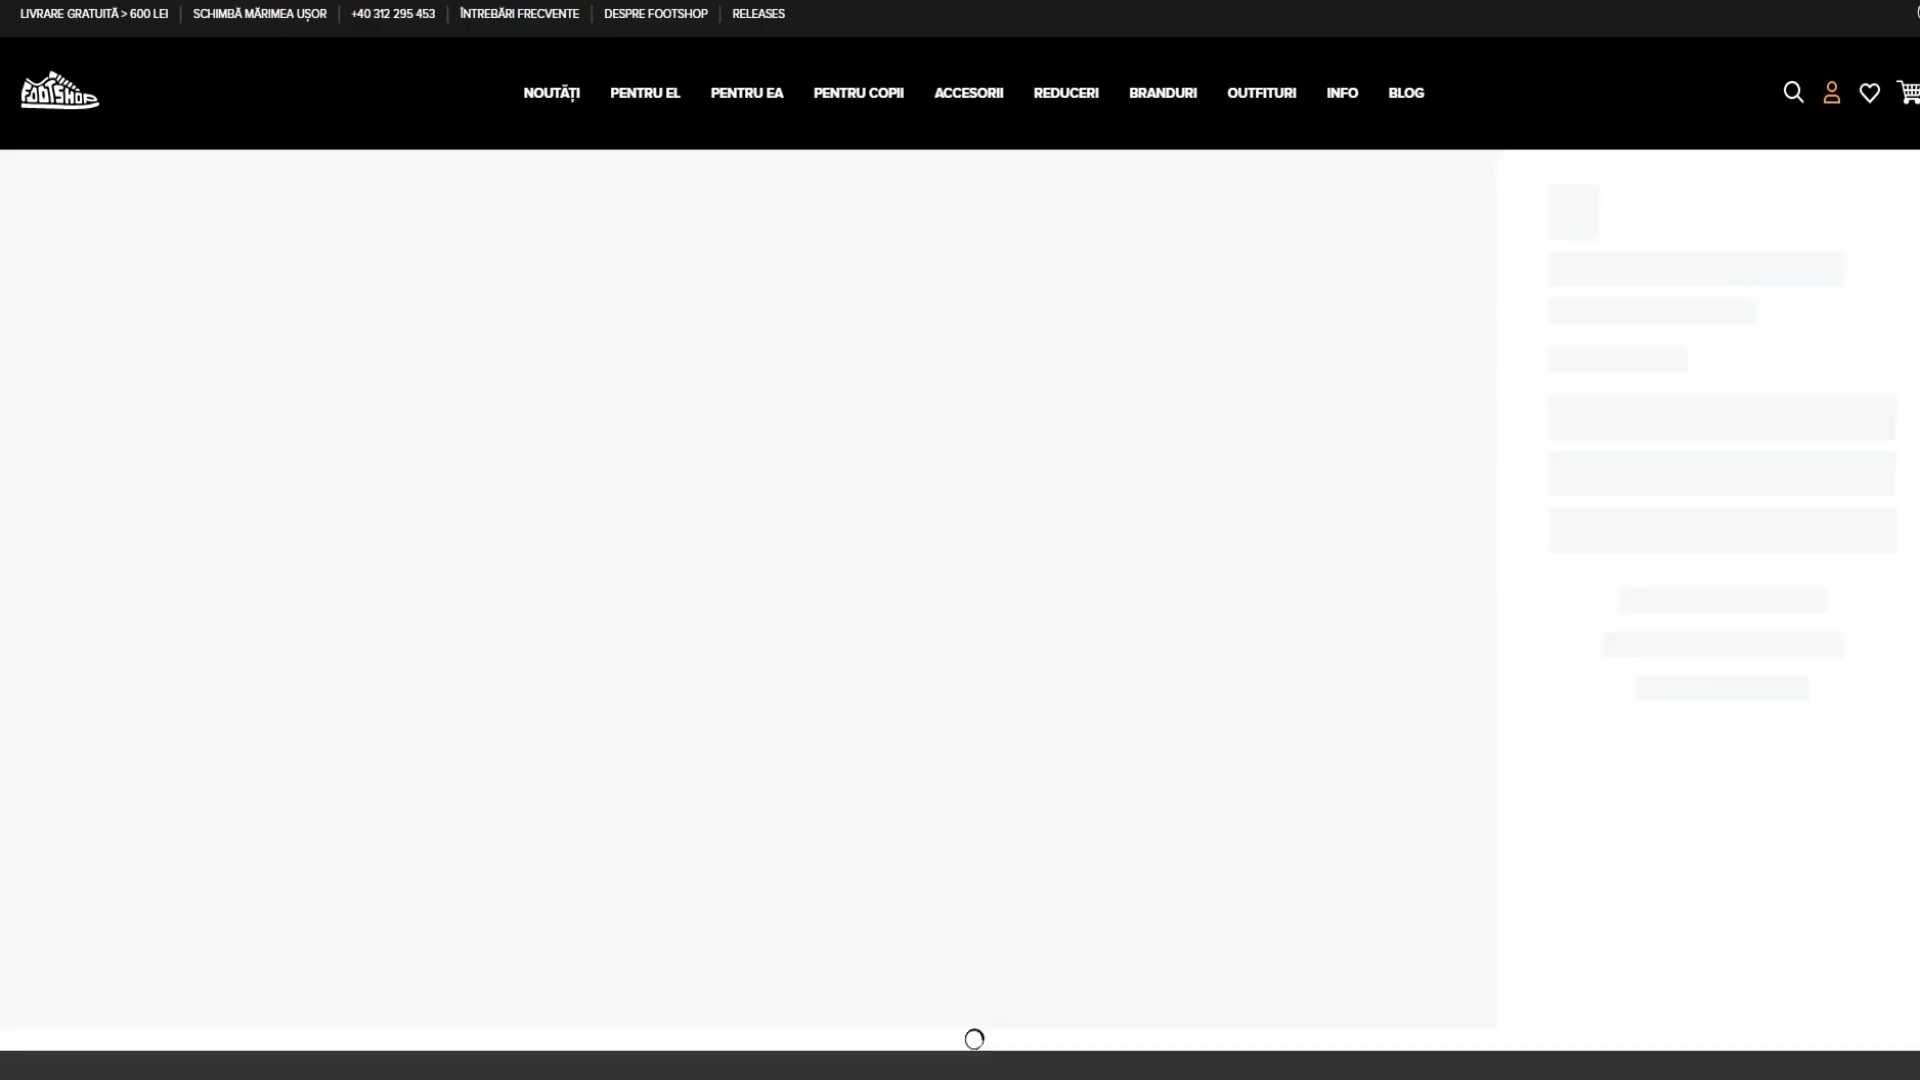 LIVRARE GRATUITĂ > 600 LEI
SCHIMBĂ MĂRIMEA UȘOR
+40 312 295 453
ÎNTREBĂRI FRECVENTE
DESPRE FOOTSHOP
RELEASES
FOOTSHOP
NOUTĂȚI
PENTRU EL
PENTRU EA
PENTRU COPII
ACCESORII
REDUCERI
BRANDURI
OUTFITURI
INFO
BLOG